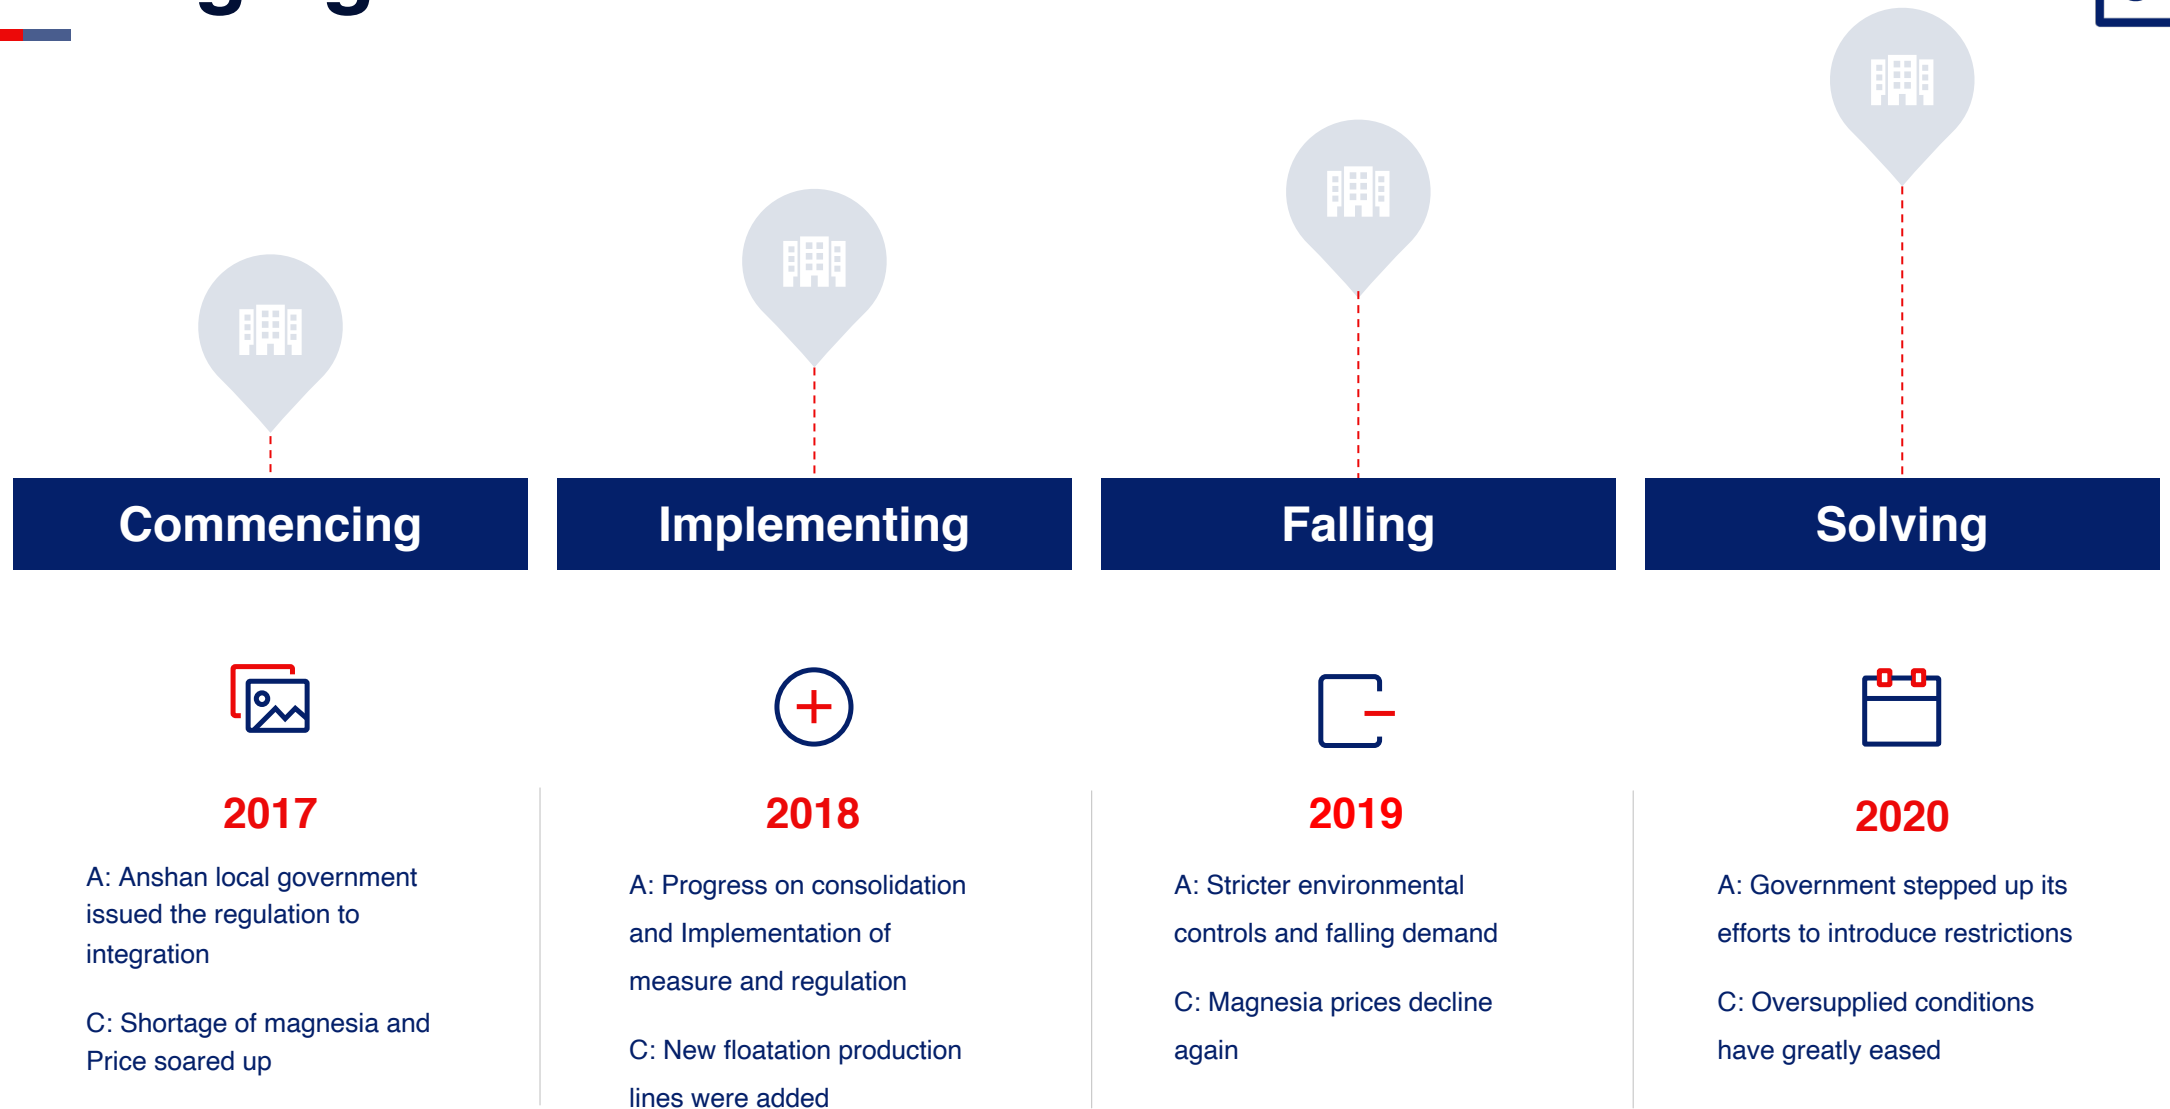 Commencing
Implementing
Falling
Solving
2017
A: Anshan local government
issued the regulation to
integration
C: Shortage of magnesia and
Price soared up
2018
A: Progress on consolidation
and Implementation of
measure and regulation
C: New floatation production
lines were added
2019
A: Stricter environmental
controls and falling demand
C: Magnesia prices decline
again
2020
A: Government stepped up its
efforts to introduce restrictions
C: Oversupplied conditions
have greatly eased